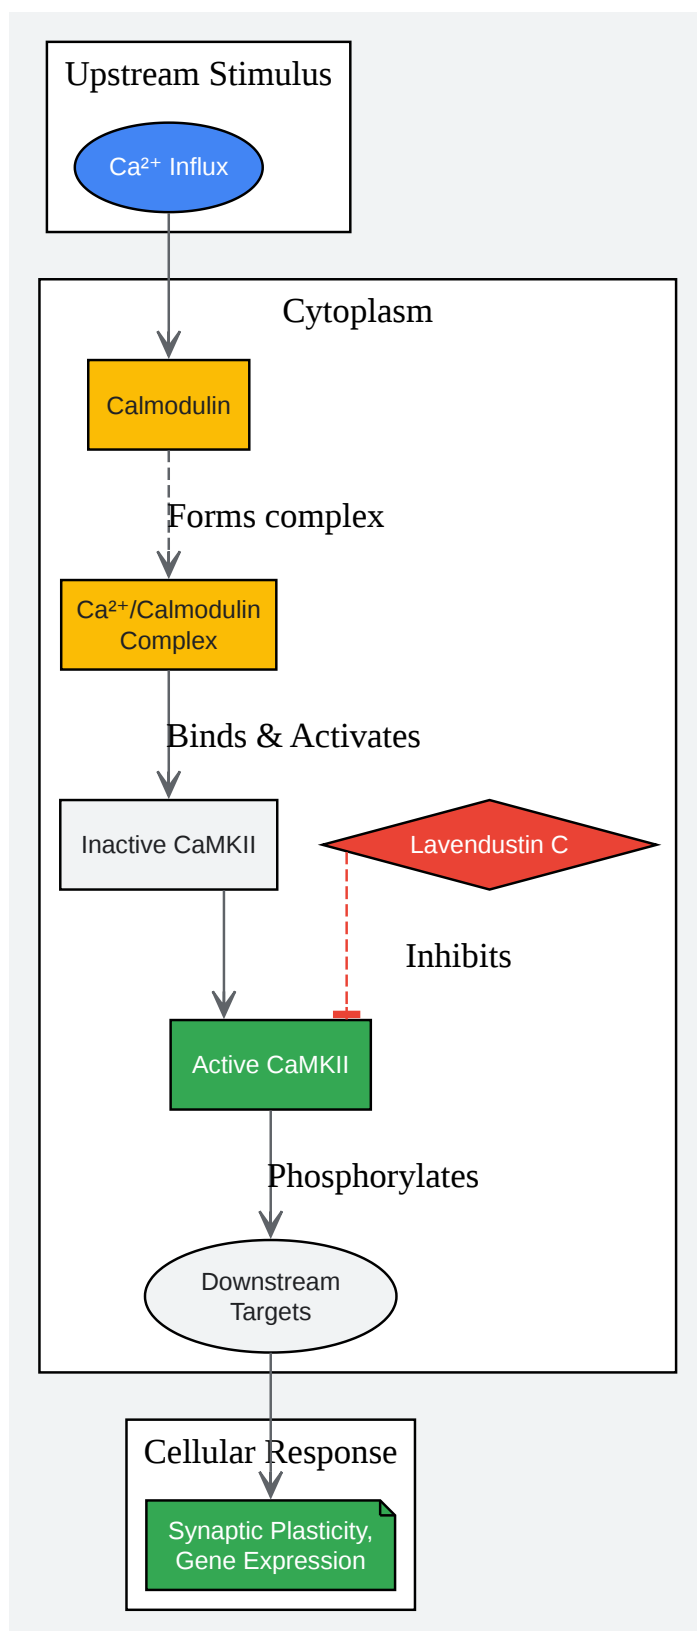 Upstream Stimulus
Ca²⁺ Influx
Cytoplasm
Calmodulin
Forms complex
Ca²⁺/Calmodulin
Complex
Binds & Activates
Inactive CaMKII
Lavendustin C
Inhibits
Active CaMKII
Phosphorylates
Downstream
Targets
Cellular Response
Synaptic Plasticity,
Gene Expression